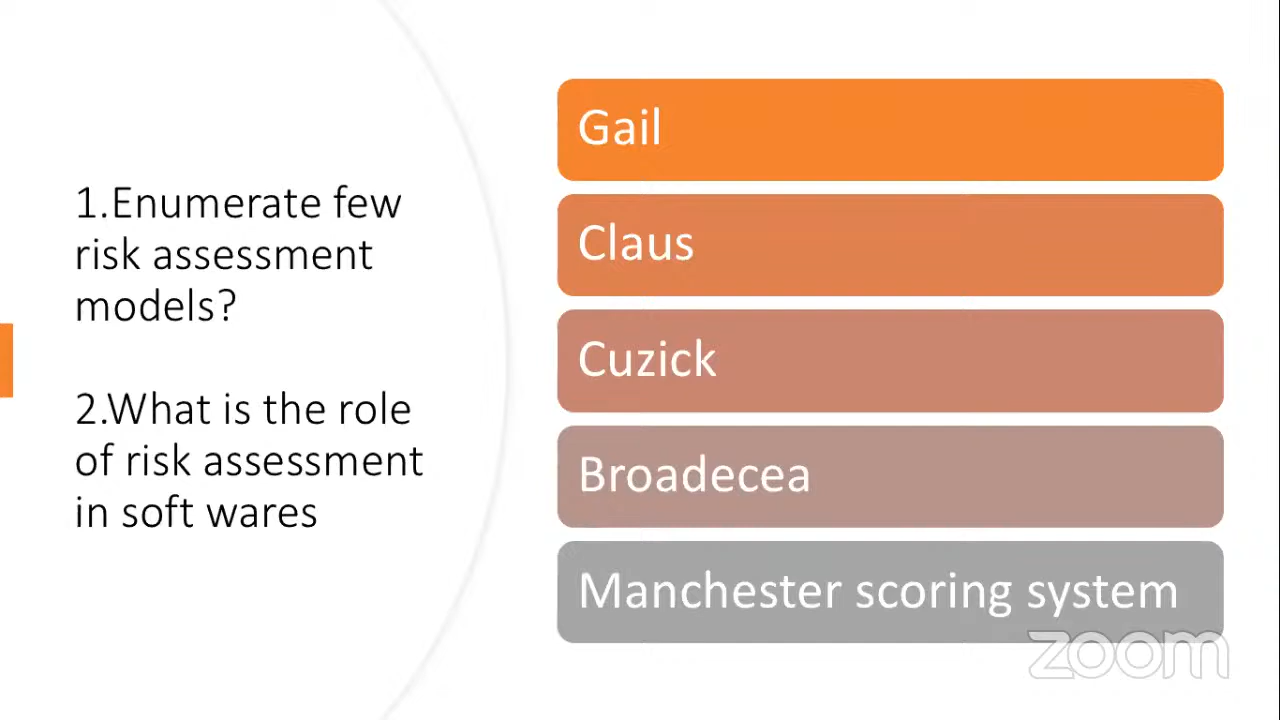 1.Enumerate few
risk assessment
models?
2.What is the role
of risk assessment
in soft wares
Gail
Claus
Cuzick
Broadecea
Manchester scoring system
zoom